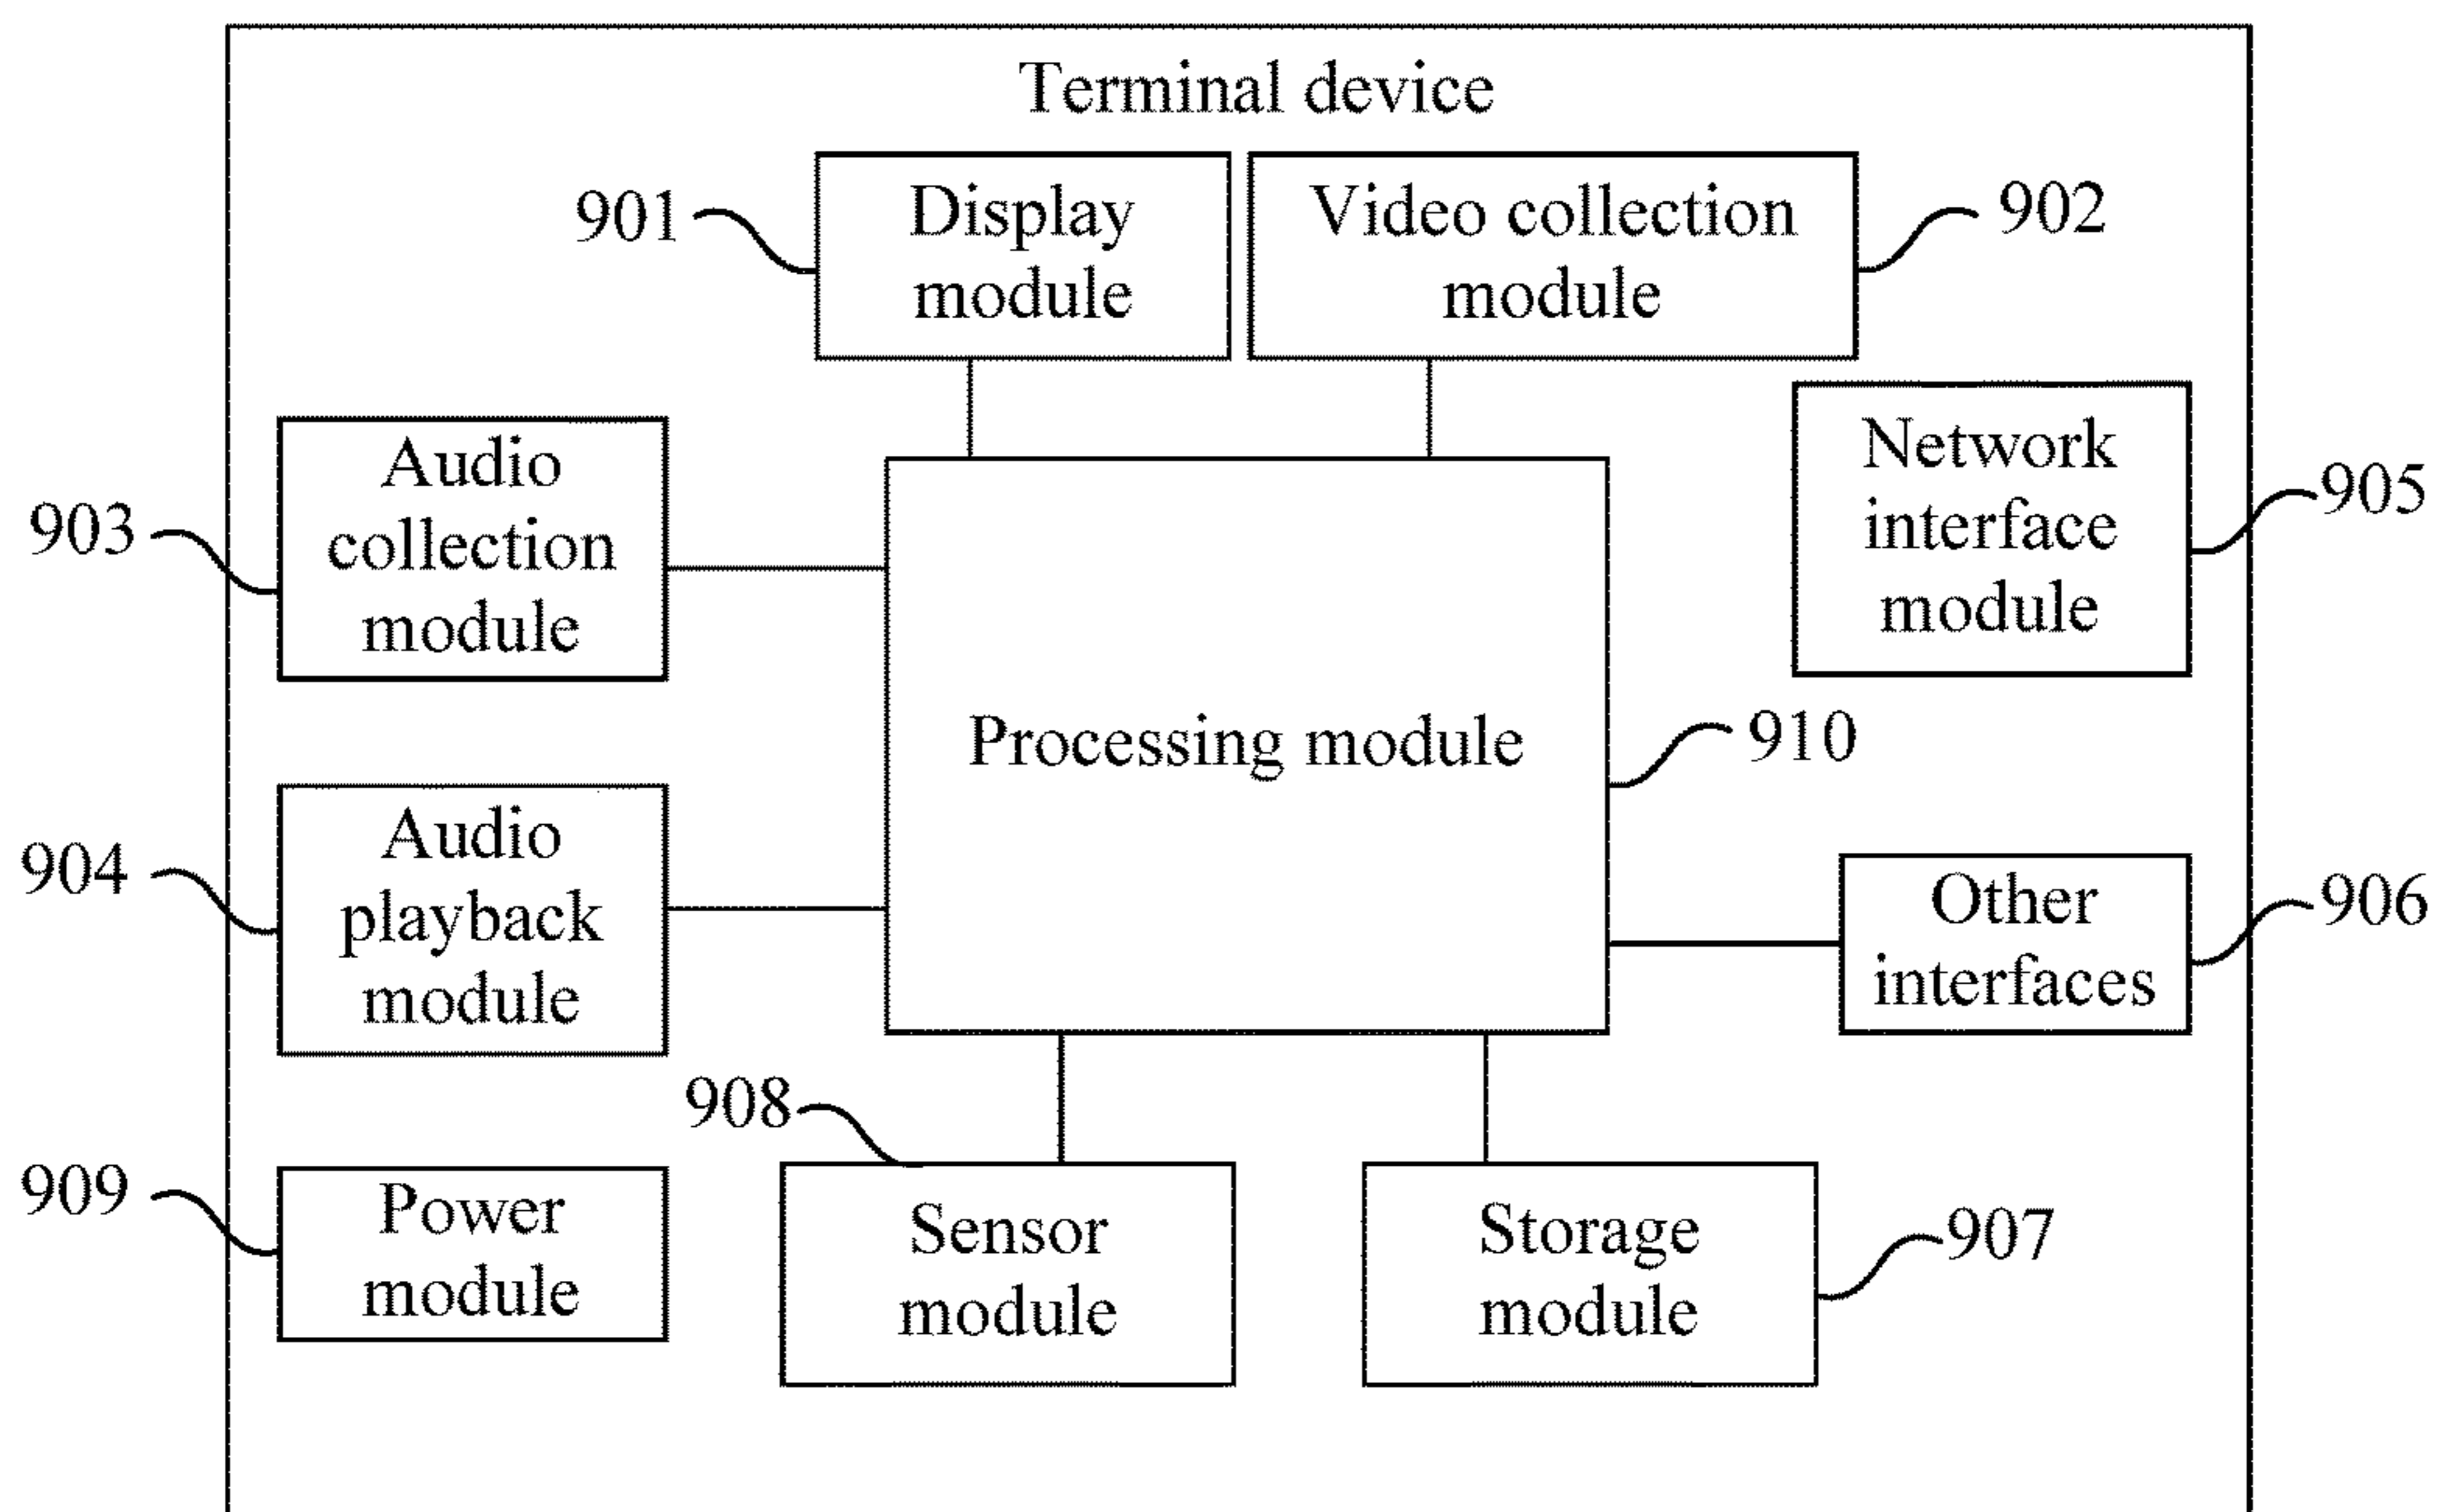 Terminal device
901
Display
module
Video collection
module
902
903
Audio
collection
module
Network
interface
module
905
Processing module
910
904
Audio
playback
module
Other
interfaces
906
908
909
Power
module
Sensor
module
Storage
module
907